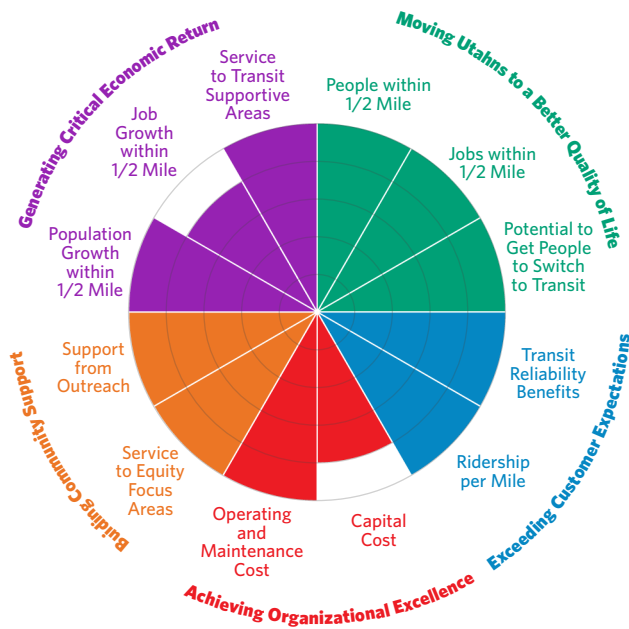 Moving Utahns to a Better Quality of Life
People within
1/2 Mile
Jobs within
1/2 Mile
Potential to
Get People
to Switch
to Transit
Exceeding Customer Expectations
Transit
Reliability
Benefits
Ridership
per Mile
Achieving Organizational Excellence
Capital
Cost
Operating
and
Maintenance
Cost
Buiding Community Support
Service
to Equity
Focus
Areas
Support
from
Outreach
Generating Critical Economic Return
Population
Growth
within
1/2 Mile
Job
Growth
within
1/2 Mile
Service
to Transit
Supportive
Areas